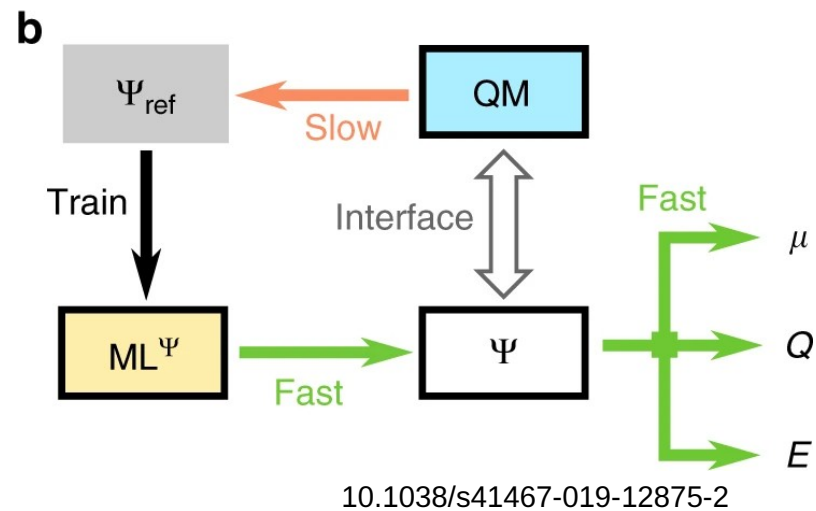 b
Ψref
QM
Slow
Train
Interface
Fast
μ
MLΨ
Ψ
Q
Fast
E
10.1038/s41467-019-12875-2